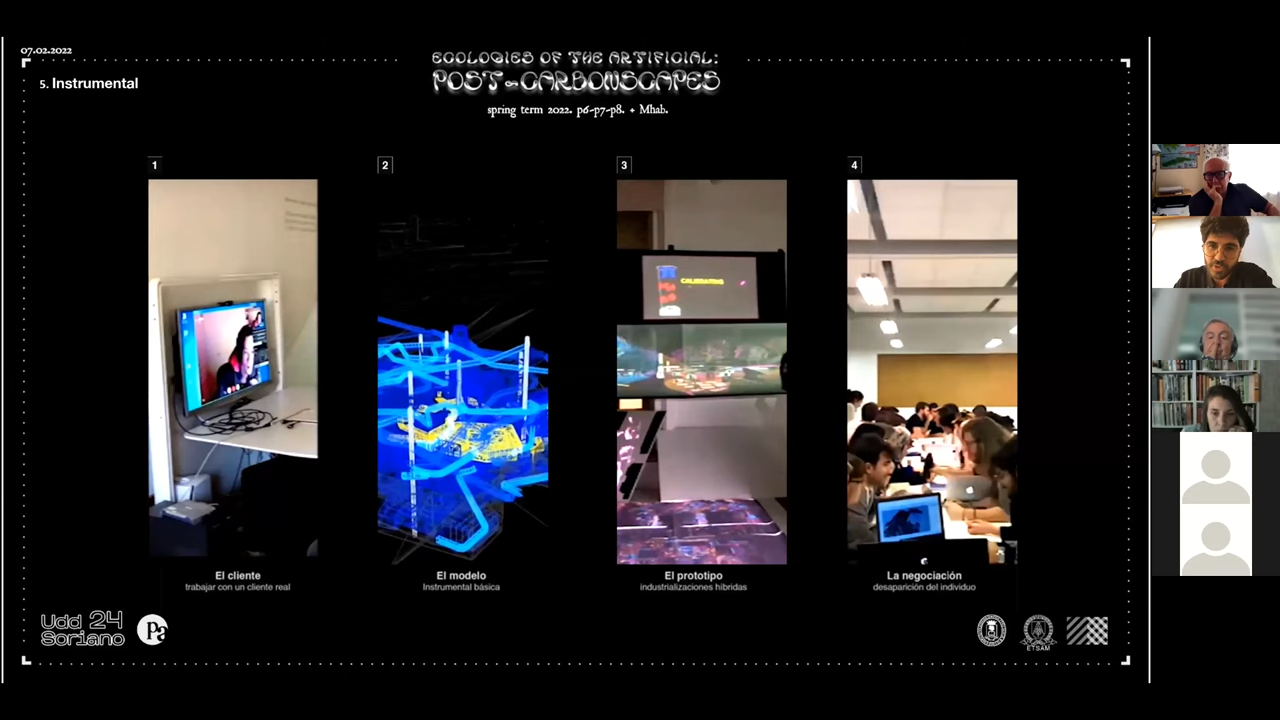 07.02.2022
5. Instrumental
ECOLOGIES OF THE ARTIFICIAL:
POST-CARBONSCAPES
spring term 2022. p6-p7-p8. + Mhab.
1
2
3
4
CALIBRATING
El cliente
trabajar con un cliente real
El modelo
Instrumental básica
El prototipo
industrializaciones híbridas
La negociación
desaparición del individuo
Udd 24
Soriano
Pa
ETSAM